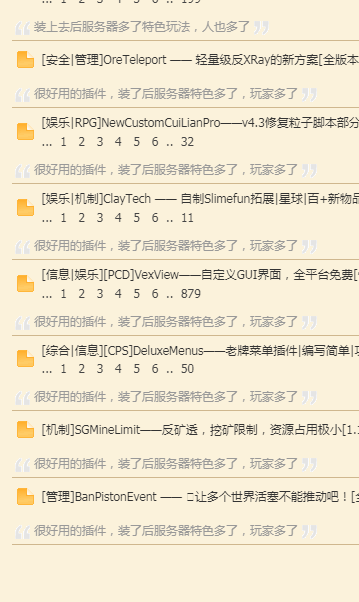 装上去后服务器多了特色玩法，人也多了
[安全|管理]OreTeleport —— 轻量级反XRay的新方案[全版本
很好用的插件，装了后服务器特色多了，玩家多了
[娱乐|RPG]NewCustomCuiLianPro——v4.3修复粒子脚本部分
... 1 2 3 4 5 6 .. 32
很好用的插件，装了后服务器特色多了，玩家多了
[娱乐|机制]ClayTech —— 自制Slimefun拓展|星球|百+新物品
... 1 2 3 4 5 6 .. 11
很好用的插件，装了后服务器特色多了，玩家多了
[信息|娱乐][PCD]VexView——自定义GUI界面，全平台免费[
... 1 2 3 4 5 6 .. 879
很好用的插件，装了后服务器特色多了，玩家多了
[综合|信息][CPS]DeluxeMenus——老牌菜单插件|编写简单|
... 1 2 3 4 5 6 .. 50
很好用的插件，装了后服务器特色多了，玩家多了
[机制]SGMineLimit——反矿透，挖矿限制，资源占用极小[1.
很好用的插件，装了后服务器特色多了，玩家多了
[管理]BanPistonEvent —— □让多个世界活塞不能推动吧！[全
很好用的插件，装了后服务器特色多了，玩家多了